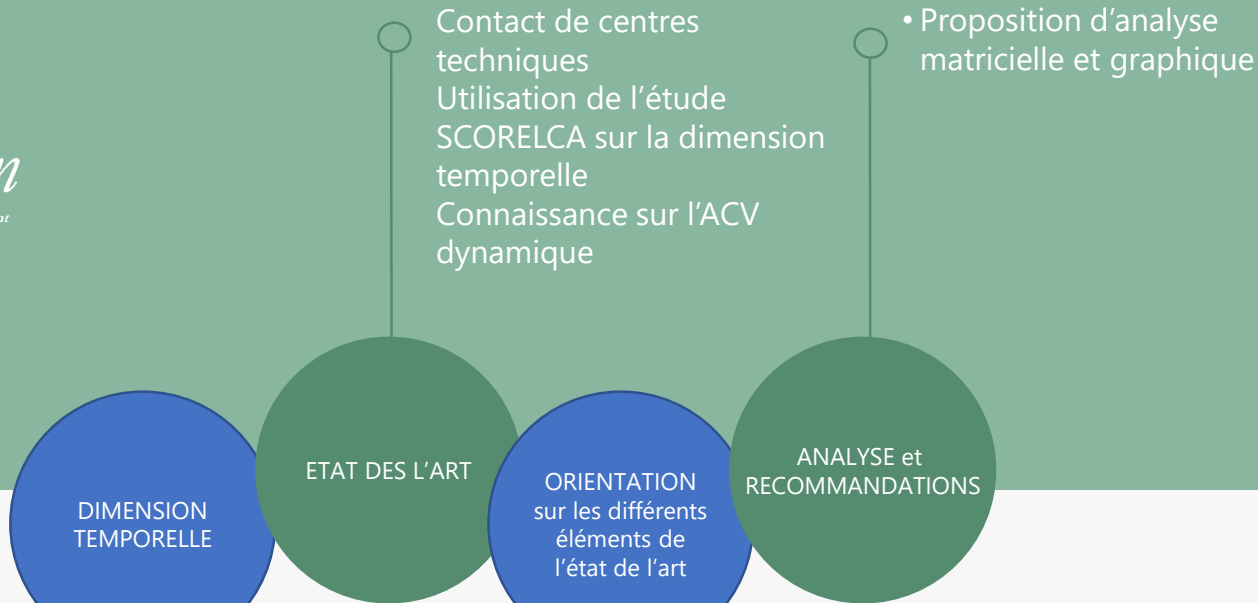 Contact de centres
techniques
Utilisation de l’étude
SCORELCA sur la dimension
temporelle
Connaissance sur l’ACV
dynamique
• Proposition d’analyse
matricielle et graphique
DIMENSION
TEMPORELLE
ETAT DES L’ART
ORIENTATION
sur les différents
éléments de
l’état de l’art
ANALYSE et
RECOMMANDATIONS